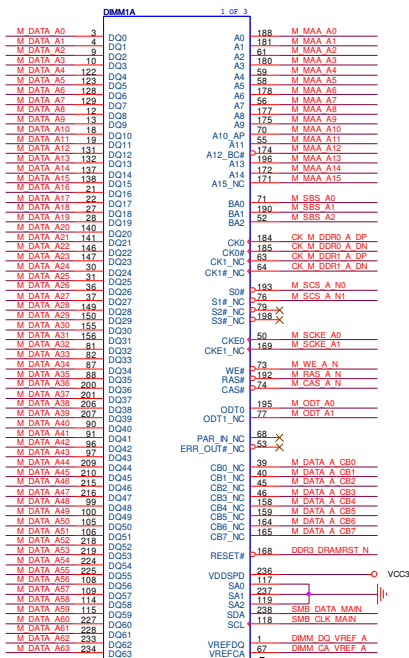 DIMM1A
1 OF 3
M_DATA_A0 3 DQ0
M_DATA_A1 4 DQ1
M_DATA_A2 9 DQ2
M_DATA_A3 10 DQ3
M_DATA_A4 122 DQ4
M_DATA_A5 123 DQ5
M_DATA_A6 128 DQ6
M_DATA_A7 129 DQ7
M_DATA_A8 12 DQ8
M_DATA_A9 13 DQ9
M_DATA_A10 18 DQ10
M_DATA_A11 19 DQ11
M_DATA_A12 131 DQ12
M_DATA_A13 132 DQ13
M_DATA_A14 137 DQ14
M_DATA_A15 138 DQ15
M_DATA_A16 21 DQ16
M_DATA_A17 22 DQ17
M_DATA_A18 27 DQ18
M_DATA_A19 28 DQ19
M_DATA_A20 140 DQ20
M_DATA_A21 141 DQ21
M_DATA_A22 146 DQ22
M_DATA_A23 147 DQ23
M_DATA_A24 30 DQ24
M_DATA_A25 31 DQ25
M_DATA_A26 36 DQ26
M_DATA_A27 37 DQ27
M_DATA_A28 149 DQ28
M_DATA_A29 150 DQ29
M_DATA_A30 155 DQ30
M_DATA_A31 156 DQ31
M_DATA_A32 81 DQ32
M_DATA_A33 82 DQ33
M_DATA_A34 87 DQ34
M_DATA_A35 88 DQ35
M_DATA_A36 200 DQ36
M_DATA_A37 201 DQ37
M_DATA_A38 206 DQ38
M_DATA_A39 207 DQ39
M_DATA_A40 90 DQ40
M_DATA_A41 91 DQ41
M_DATA_A42 96 DQ42
M_DATA_A43 97 DQ43
M_DATA_A44 209 DQ44
M_DATA_A45 210 DQ45
M_DATA_A46 215 DQ46
M_DATA_A47 216 DQ47
M_DATA_A48 99 DQ48
M_DATA_A49 100 DQ49
M_DATA_A50 105 DQ50
M_DATA_A51 106 DQ51
M_DATA_A52 218 DQ52
M_DATA_A53 219 DQ53
M_DATA_A54 224 DQ54
M_DATA_A55 225 DQ55
M_DATA_A56 108 DQ56
M_DATA_A57 109 DQ57
M_DATA_A58 114 DQ58
M_DATA_A59 115 DQ59
M_DATA_A60 227 DQ60
M_DATA_A61 228 DQ61
M_DATA_A62 233 DQ62
M_DATA_A63 234 DQ63
A0 188 M_MAA_A0
A1 181 M_MAA_A1
A2 61 M_MAA_A2
A3 180 M_MAA_A3
A4 59 M_MAA_A4
A5 58 M_MAA_A5
A6 178 M_MAA_A6
A7 56 M_MAA_A7
A8 177 M_MAA_A8
A9 175 M_MAA_A9
A10_AP 70 M_MAA_A10
A11 55 M_MAA_A11
A12_BC# 174 M_MAA_A12
A13 196 M_MAA_A13
A14 172 M_MAA_A14
A15_NC 171 M_MAA_A15
BA0 71 M_SBS_A0
BA1 190 M_SBS_A1
BA2 52 M_SBS_A2
CK0 184 CK_M_DDR0_A_DP
CK0# 185 CK_M_DDR0_A_DN
CK1_NC 63 CK_M_DDR1_A_DP
CK1#_NC 64 CK_M_DDR1_A_DN
S0# 193 M_SCS_A_N0
S1#_NC 76 M_SCS_A_N1
S2#_NC 79
S3#_NC 198
CKE0 50 M_SCKE_A0
CKE1_NC 169 M_SCKE_A1
WE# 73 M_WE_A_N
RAS# 192 M_RAS_A_N
CAS# 74 M_CAS_A_N
ODT0 195 M_ODT_A0
ODT1_NC 77 M_ODT_A1
PAR_IN_NC 68
ERR_OUT#_NC 53
CB0_NC 39 M_DATA_A_CB0
CB1_NC 40 M_DATA_A_CB1
CB2_NC 45 M_DATA_A_CB2
CB3_NC 46 M_DATA_A_CB3
CB4_NC 158 M_DATA_A_CB4
CB5_NC 159 M_DATA_A_CB5
CB6_NC 164 M_DATA_A_CB6
CB7_NC 165 M_DATA_A_CB7
RESET# 168 DDR3_DRAMRST_N
VDDSPD 236 VCC3
SA0 117
SA1 237
SA2 119
SDA 238 SMB_DATA_MAIN
SCL 118 SMB_CLK_MAIN
VREFDQ 1 DIMM_DQ_VREF_A
VREFCA 67 DIMM_CA_VREF_A